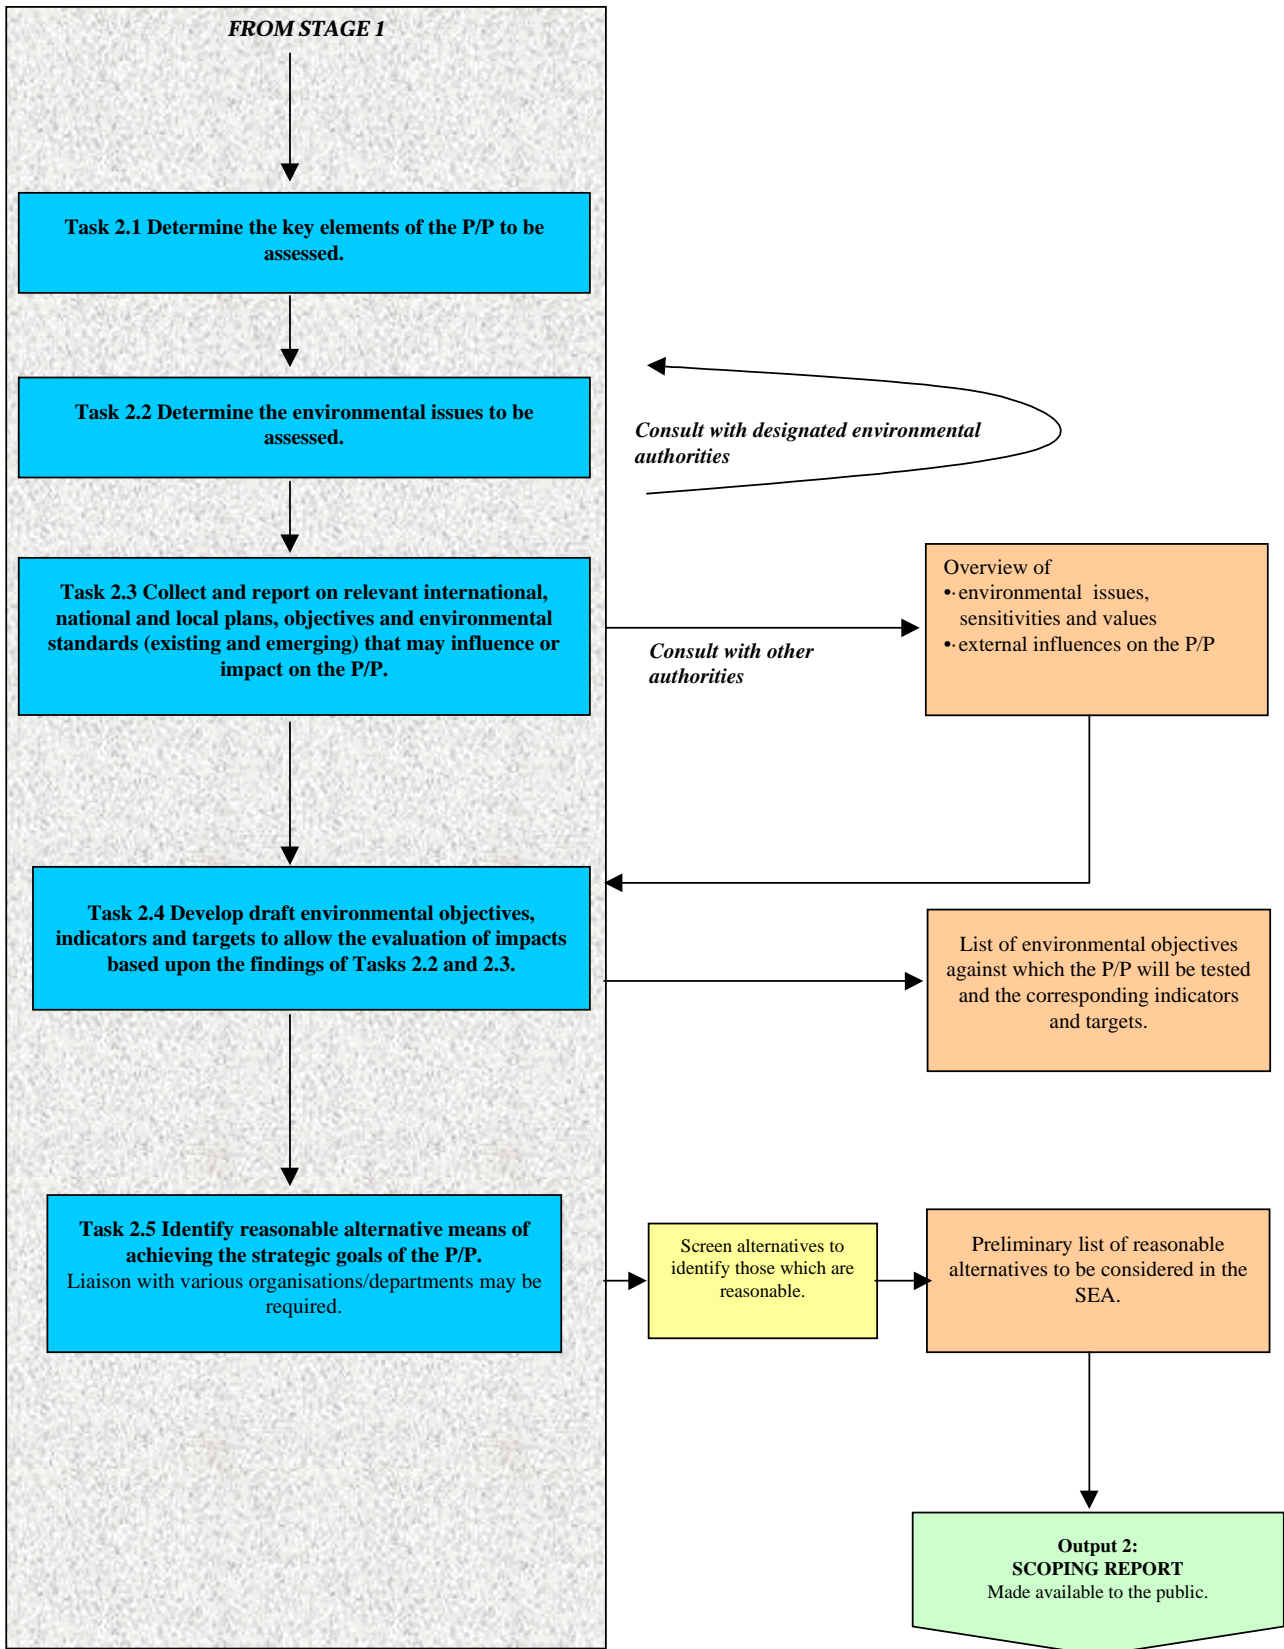 FROM STAGE 1
Task 2.1 Determine the key elements of the P/P to be
assessed.
Task 2.2 Determine the environmental issues to be
assessed.
Consult with designated environmental
authorities
Task 2.3 Collect and report on relevant international,
national and local plans, objectives and environmental
standards (existing and emerging) that may influence or
impact on the P/P.
Consult with other
authorities
Overview of
•·environmental issues,
sensitivities and values
•·external influences on the P/P
Task 2.4 Develop draft environmental objectives,
indicators and targets to allow the evaluation of impacts
based upon the findings of Tasks 2.2 and 2.3.
List of environmental objectives
against which the P/P will be tested
and the corresponding indicators
and targets.
Task 2.5 Identify reasonable alternative means of
achieving the strategic goals of the P/P.
Liaison with various organisations/departments may be
required.
Screen alternatives to
identify those which are
reasonable.
Preliminary list of reasonable
alternatives to be considered in the
SEA.
Output 2:
SCOPING REPORT
Made available to the public.